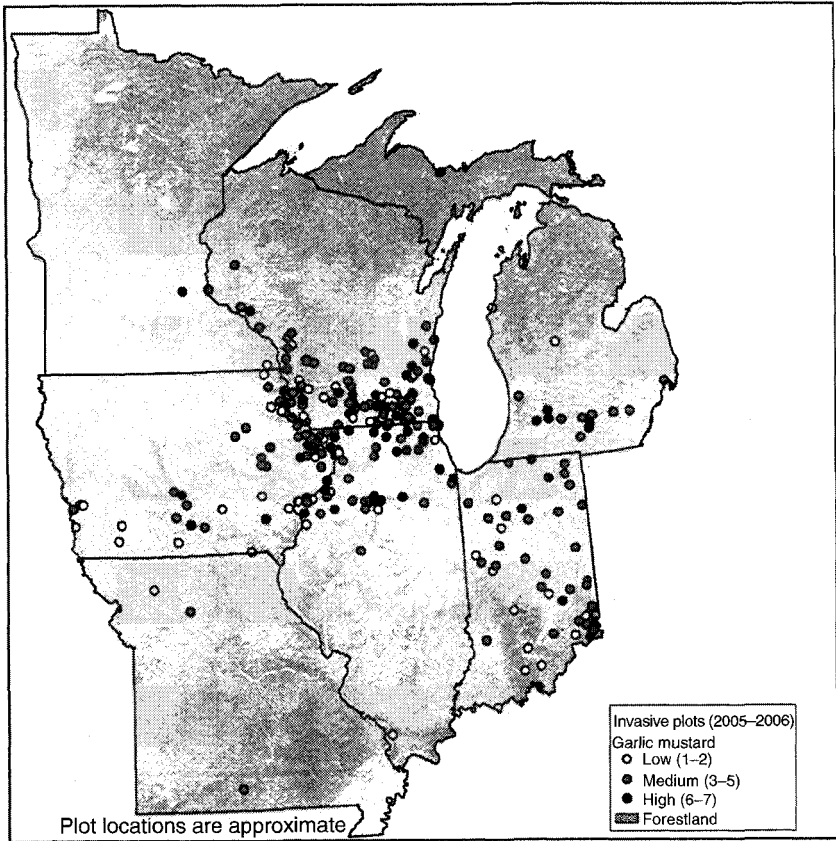 Invasive plots (2005–2006)
Garlic mustard
Low (1–2)
Medium (3–5)
High (6–7)
Forestland
Plot locations are approximate